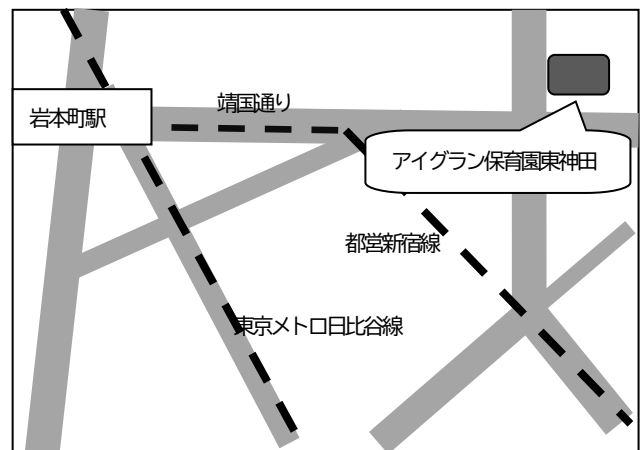 靖国通り
岩本町駅
アイグラン保育園東神田
都営新宿線
東京メトロ日比谷線